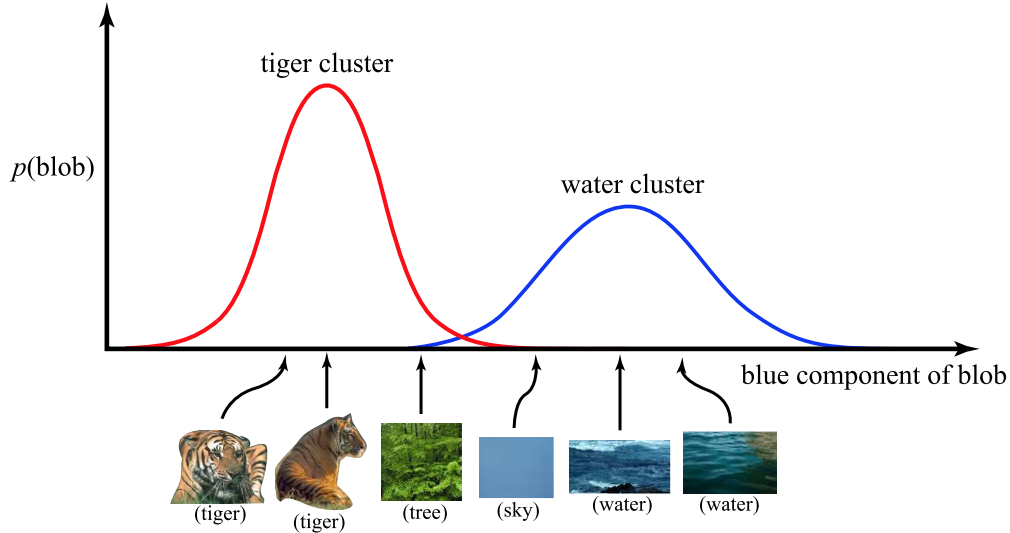 tiger cluster
p(blob)
water cluster
blue component of blob
(tiger)
(tiger)
(tree)
(sky)
(water)
(water)